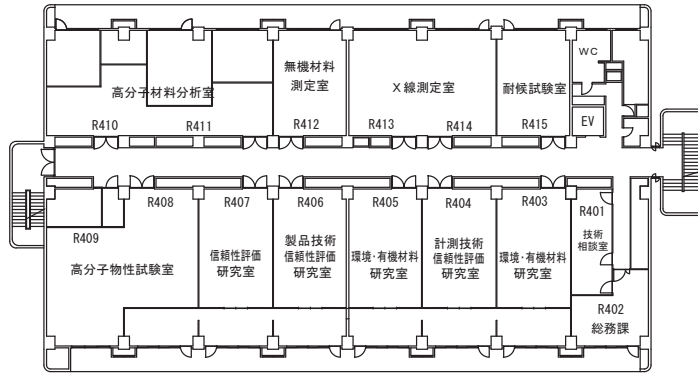 高分子材料分析室
R410
R411
無機材料
測定室
R412
X線測定室
R413
R414
耐候試験室
R415
WC
EV
R409
R408
高分子物性試験室
R407
信頼性評価
研究室
R406
製品技術
信頼性評価
研究室
R405
環境・有機材料
研究室
R404
計測技術
信頼性評価
研究室
R403
環境・有機材料
研究室
R401
技術
相談室
R402
総務課